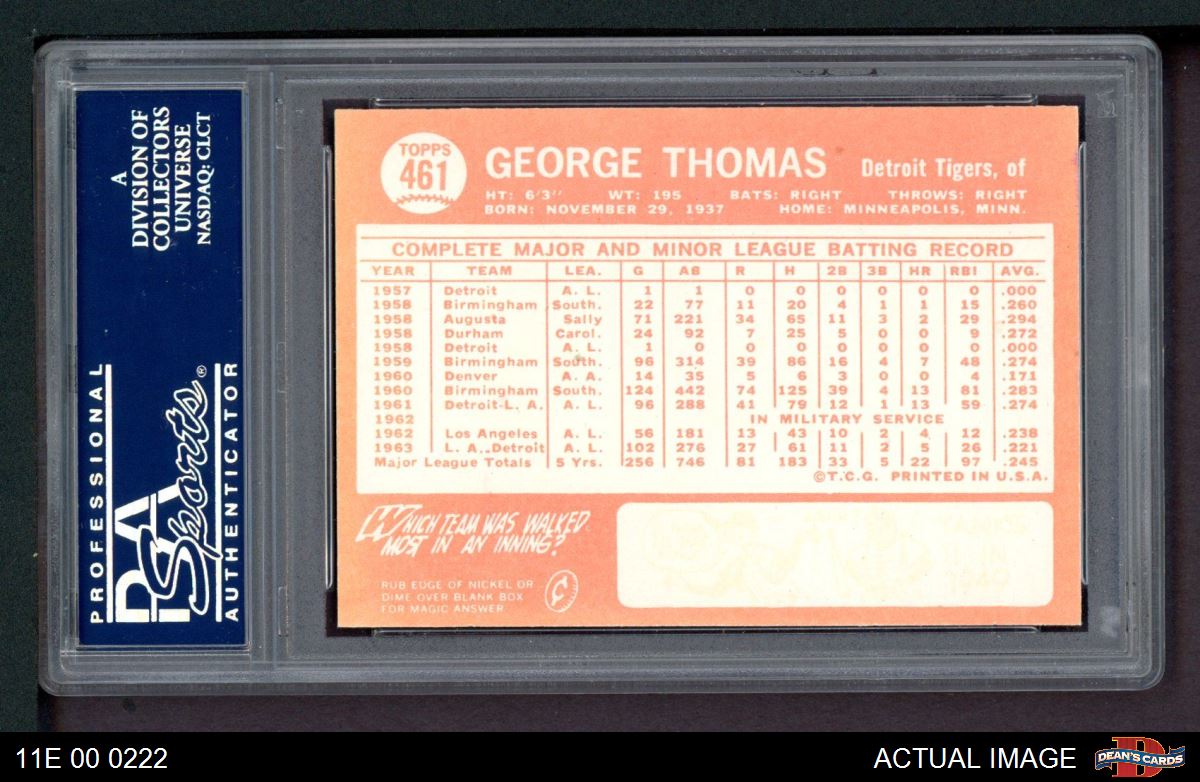 A
DIVISION OF
COLLECTORS
UNIVERSE
NASDAQ: CLCT
PROFESSIONAL
PSA
Sports®
AUTHENTICATOR
TOPPS
461
GEORGE THOMAS Detroit Tigers, of
HT: 6'3" WT: 195 BATS: RIGHT THROWS: RIGHT
BORN: NOVEMBER 29, 1937 HOME: MINNEAPOLIS, MINN.
COMPLETE MAJOR AND MINOR LEAGUE BATTING RECORD
YEAR TEAM LEA. G AB R H 2B 3B HR RBI AVG.
1957 Detroit A. L. 1 1 0 0 0 0 0 0 .000
1958 Birmingham South. 22 77 11 20 4 1 1 15 .260
1958 Augusta Sally 71 221 34 65 11 3 2 29 .294
1958 Durham Carol. 24 92 7 25 5 0 0 9 .272
1958 Detroit A. L. 1 0 0 0 0 0 0 0 .000
1959 Birmingham South. 96 314 39 86 16 4 7 48 .274
1960 Denver A. A. 14 35 5 6 3 0 0 4 .171
1960 Birmingham South. 124 442 74 125 39 4 13 81 .283
1961 Detroit-L. A. A. L. 96 288 41 79 12 1 13 59 .274
1962 IN MILITARY SERVICE
1962 Los Angeles A. L. 56 181 13 43 10 2 4 12 .238
1963 L. A.-Detroit A. L. 102 276 27 61 11 2 5 26 .221
Major League Totals 5 Yrs. 256 746 81 183 33 5 22 97 .245
©T.C.G. PRINTED IN U.S.A.
WHICH TEAM WAS WALKED
MOST IN AN INNING?
RUB EDGE OF NICKEL OR
DIME OVER BLANK BOX
FOR MAGIC ANSWER
¢
11E 00 0222
ACTUAL IMAGE
D
DEAN'S CARDS